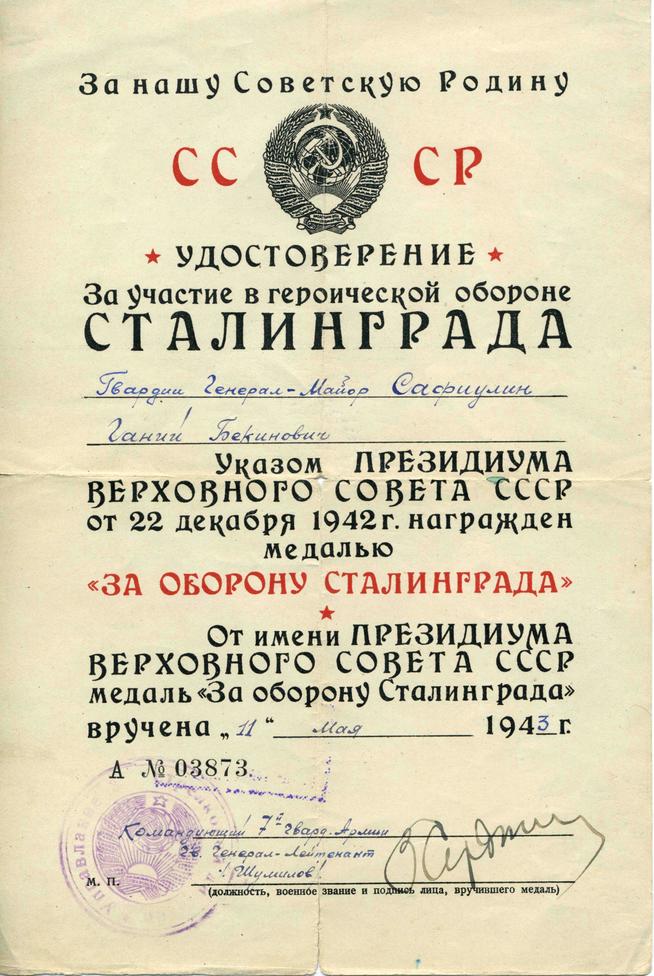 За нашу Советскую Родину
СС СР
УДОСТОВЕРЕНИЕ
За участие в героической обороне
СТАЛИНГРАДА
Гвардии Генерал-Майор Сафиулин
Ганий Бекинович
Указом ПРЕЗИДИУМА
ВЕРХОВНОГО СОВЕТА СССР
от 22 декабря 1942 г. награжден
медалью
«ЗА ОБОРОНУ СТАЛИНГРАДА»
От имени ПРЕЗИДИУМА
ВЕРХОВНОГО СОВЕТА СССР
медаль «За оборону Сталинграда»
вручена „11“ Мая 1943 г.
А № 03873.
Командующий 7й Гвард. Армии
Гв. Генерал-Лейтенант
/Шумилов/
М. П.
(должность, военное звание и подпись лица, вручившего медаль)